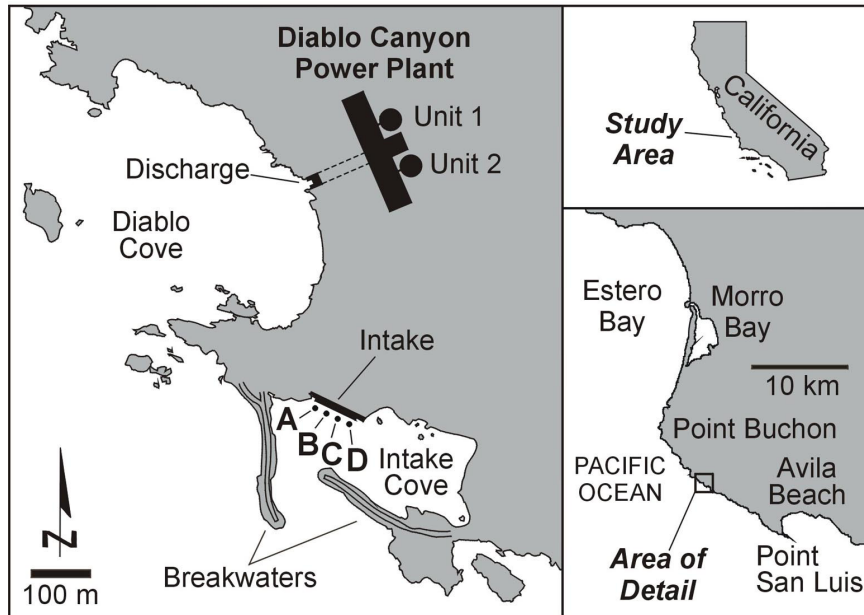 Diablo Canyon
Power Plant
Unit 1
Unit 2
Discharge
Diablo
Cove
Intake
A
B
C
D
Intake
Cove
Breakwaters
N
100 m
California
Study
Area
Estero
Bay
Morro
Bay
10 km
Point Buchon
PACIFIC
OCEAN
Avila
Beach
Area of
Detail
Point
San Luis